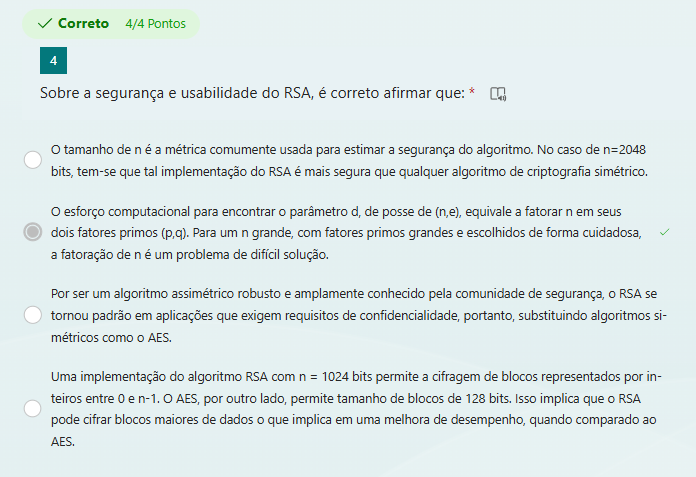 Correto 4/4 Pontos
4
Sobre a segurança e usabilidade do RSA, é correto afirmar que: *
O tamanho de n é a métrica comumente usada para estimar a segurança do algoritmo. No caso de n=2048
bits, tem-se que tal implementação do RSA é mais segura que qualquer algoritmo de criptografia simétrico.
O esforço computacional para encontrar o parâmetro d, de posse de (n,e), equivale a fatorar n em seus
dois fatores primos (p,q). Para um n grande, com fatores primos grandes e escolhidos de forma cuidadosa,
a fatoração de n é um problema de difícil solução.
Por ser um algoritmo assimétrico robusto e amplamente conhecido pela comunidade de segurança, o RSA se
tornou padrão em aplicações que exigem requisitos de confidencialidade, portanto, substituindo algoritmos si-
métricos como o AES.
Uma implementação do algoritmo RSA com n = 1024 bits permite a cifragem de blocos representados por in-
teiros entre 0 e n-1. O AES, por outro lado, permite tamanho de blocos de 128 bits. Isso implica que o RSA
pode cifrar blocos maiores de dados o que implica em uma melhora de desempenho, quando comparado ao
AES.